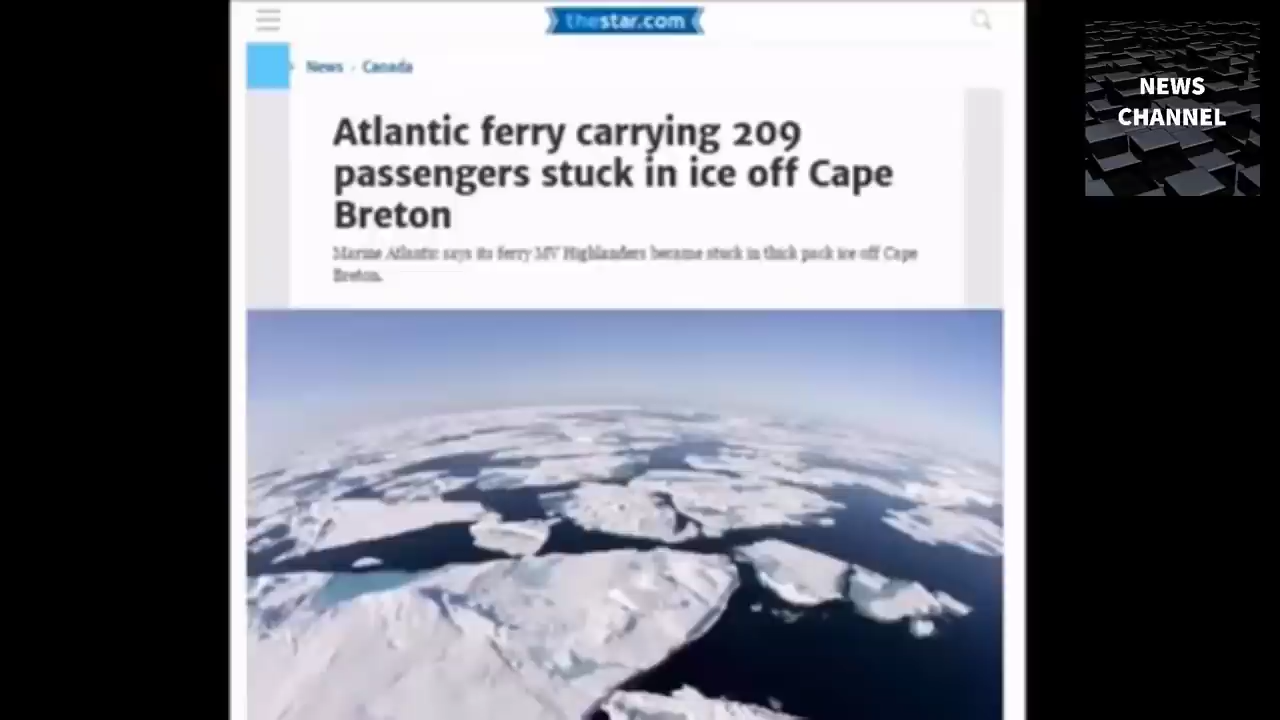 thestar.com
News › Canada
Atlantic ferry carrying 209
passengers stuck in ice off Cape
Breton
Marine Atlantic says its ferry MV Highlanders became stuck in thick pack ice off Cape
Breton.
NEWS
CHANNEL